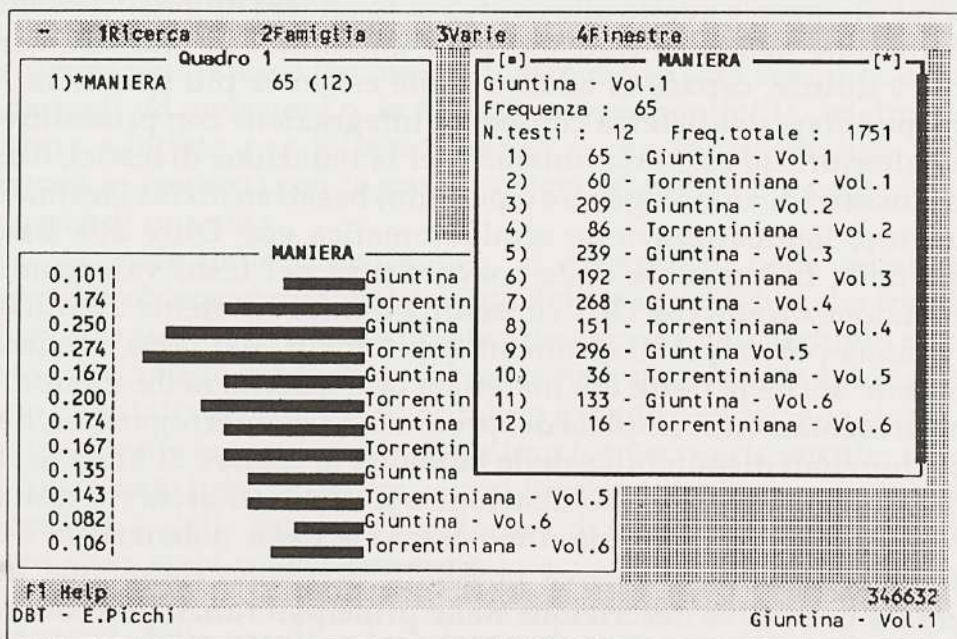 1Ricerca 2Famiglia 3Varie 4Finestre
Quadro 1
1)*MANIERA 65 (12)
[▪] MANIERA [*]
Giuntina - Vol.1
Frequenza : 65
N.testi : 12 Freq.totale : 1751
1) 65 - Giuntina - Vol.1
2) 60 - Torrentiniana - Vol.1
3) 209 - Giuntina - Vol.2
4) 86 - Torrentiniana - Vol.2
5) 239 - Giuntina - Vol.3
6) 192 - Torrentiniana - Vol.3
7) 268 - Giuntina - Vol.4
8) 151 - Torrentiniana - Vol.4
9) 296 - Giuntina Vol.5
10) 36 - Torrentiniana - Vol.5
11) 133 - Giuntina - Vol.6
12) 16 - Torrentiniana - Vol.6
MANIERA
0.101 Giuntina
0.174 Torrentin
0.250 Giuntina
0.274 Torrentin
0.167 Giuntina
0.200 Torrentin
0.174 Giuntina
0.167 Torrentin
0.135 Giuntina
0.143 Torrentiniana - Vol.5
0.082 Giuntina - Vol.6
0.106 Torrentiniana - Vol.6
F1 Help 346632
DBT - E.Picchi Giuntina - Vol.1